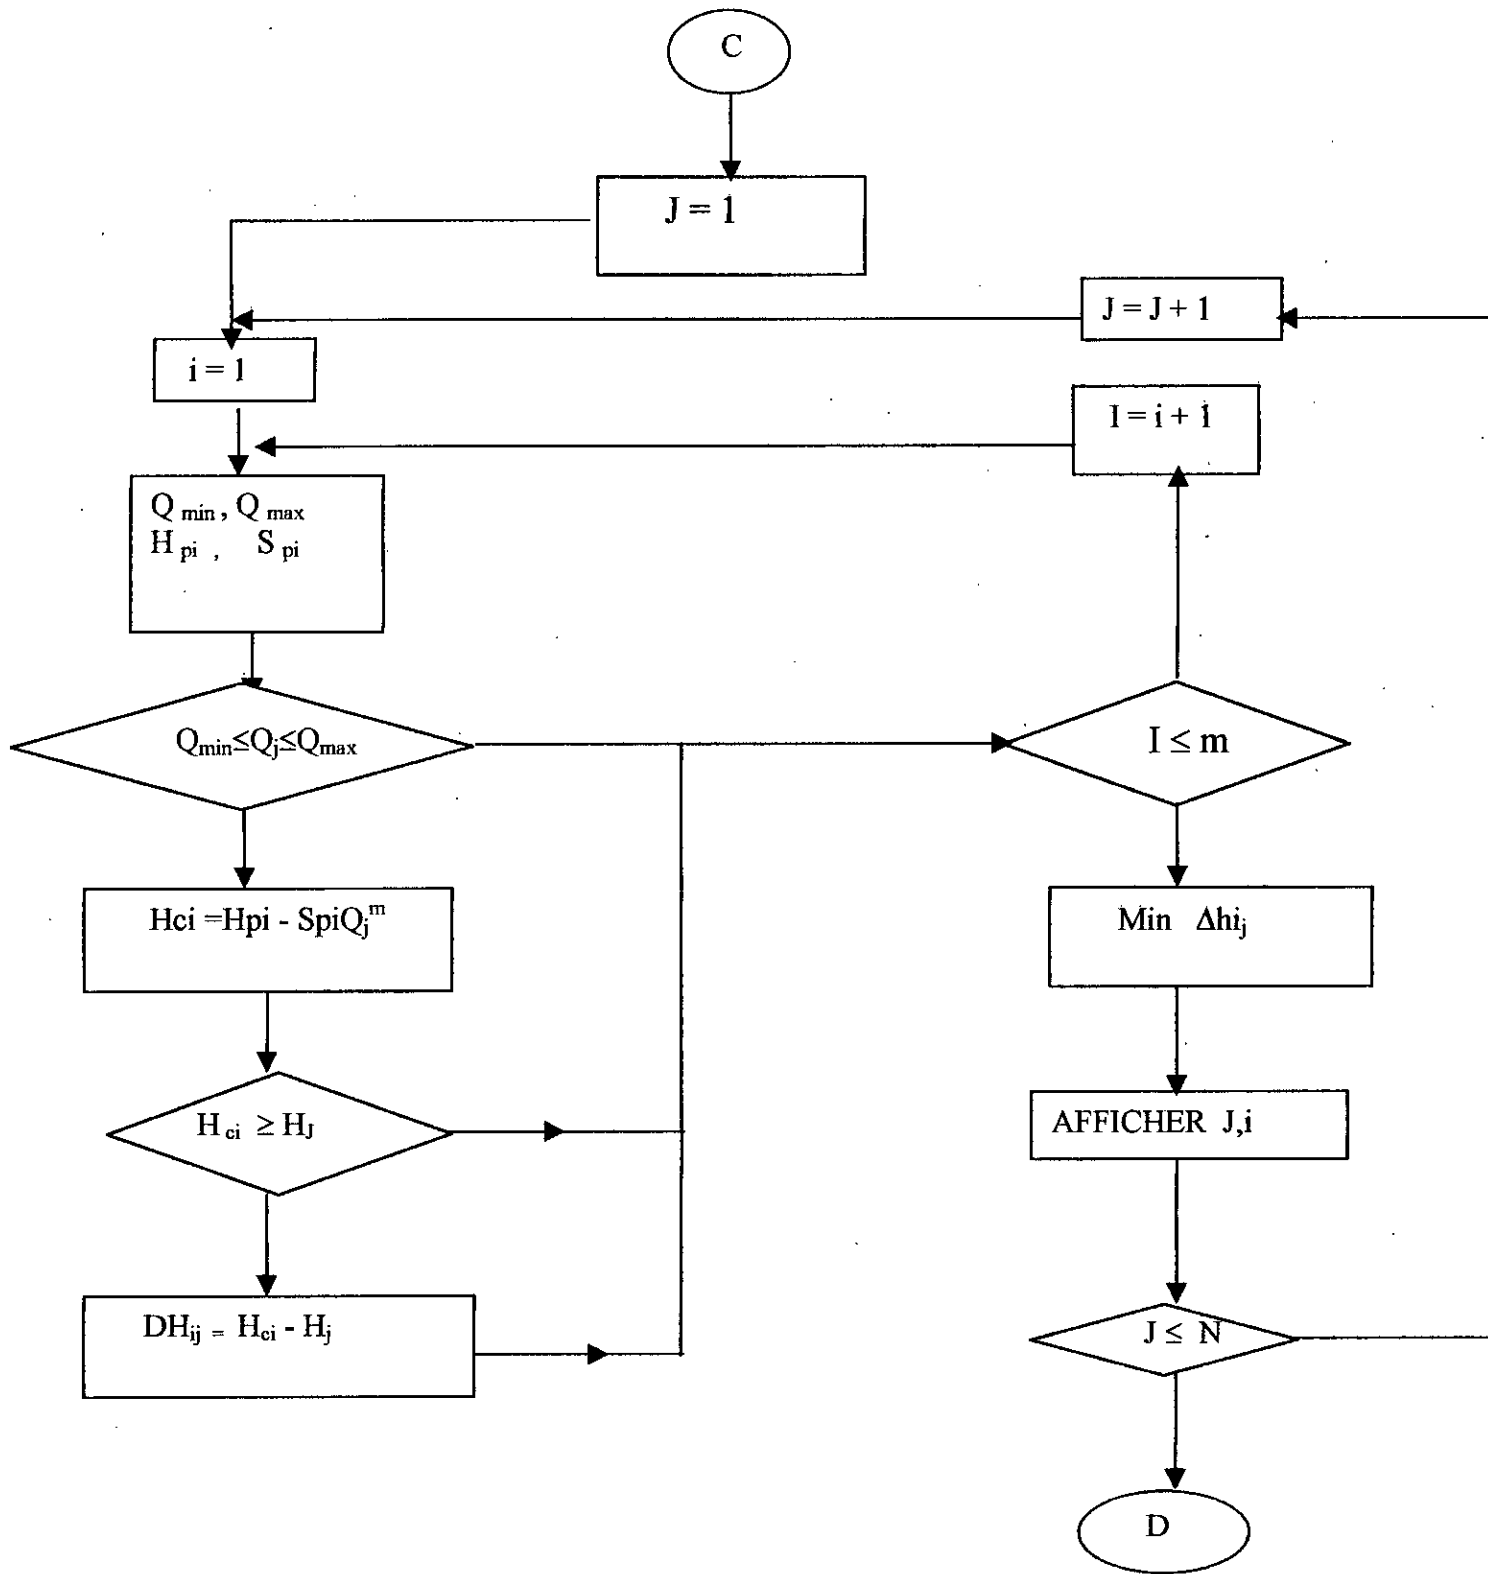 C
J = 1
J = J + 1
i = 1
I = i + 1
Q min , Q max
H pi , S pi
Qmin≤Qj≤Qmax
I ≤ m
Hci =Hpi - SpiQj^m
Min Δhij
H ci ≥ HJ
AFFICHER J,i
DHij = Hci - Hj
J ≤ N
D